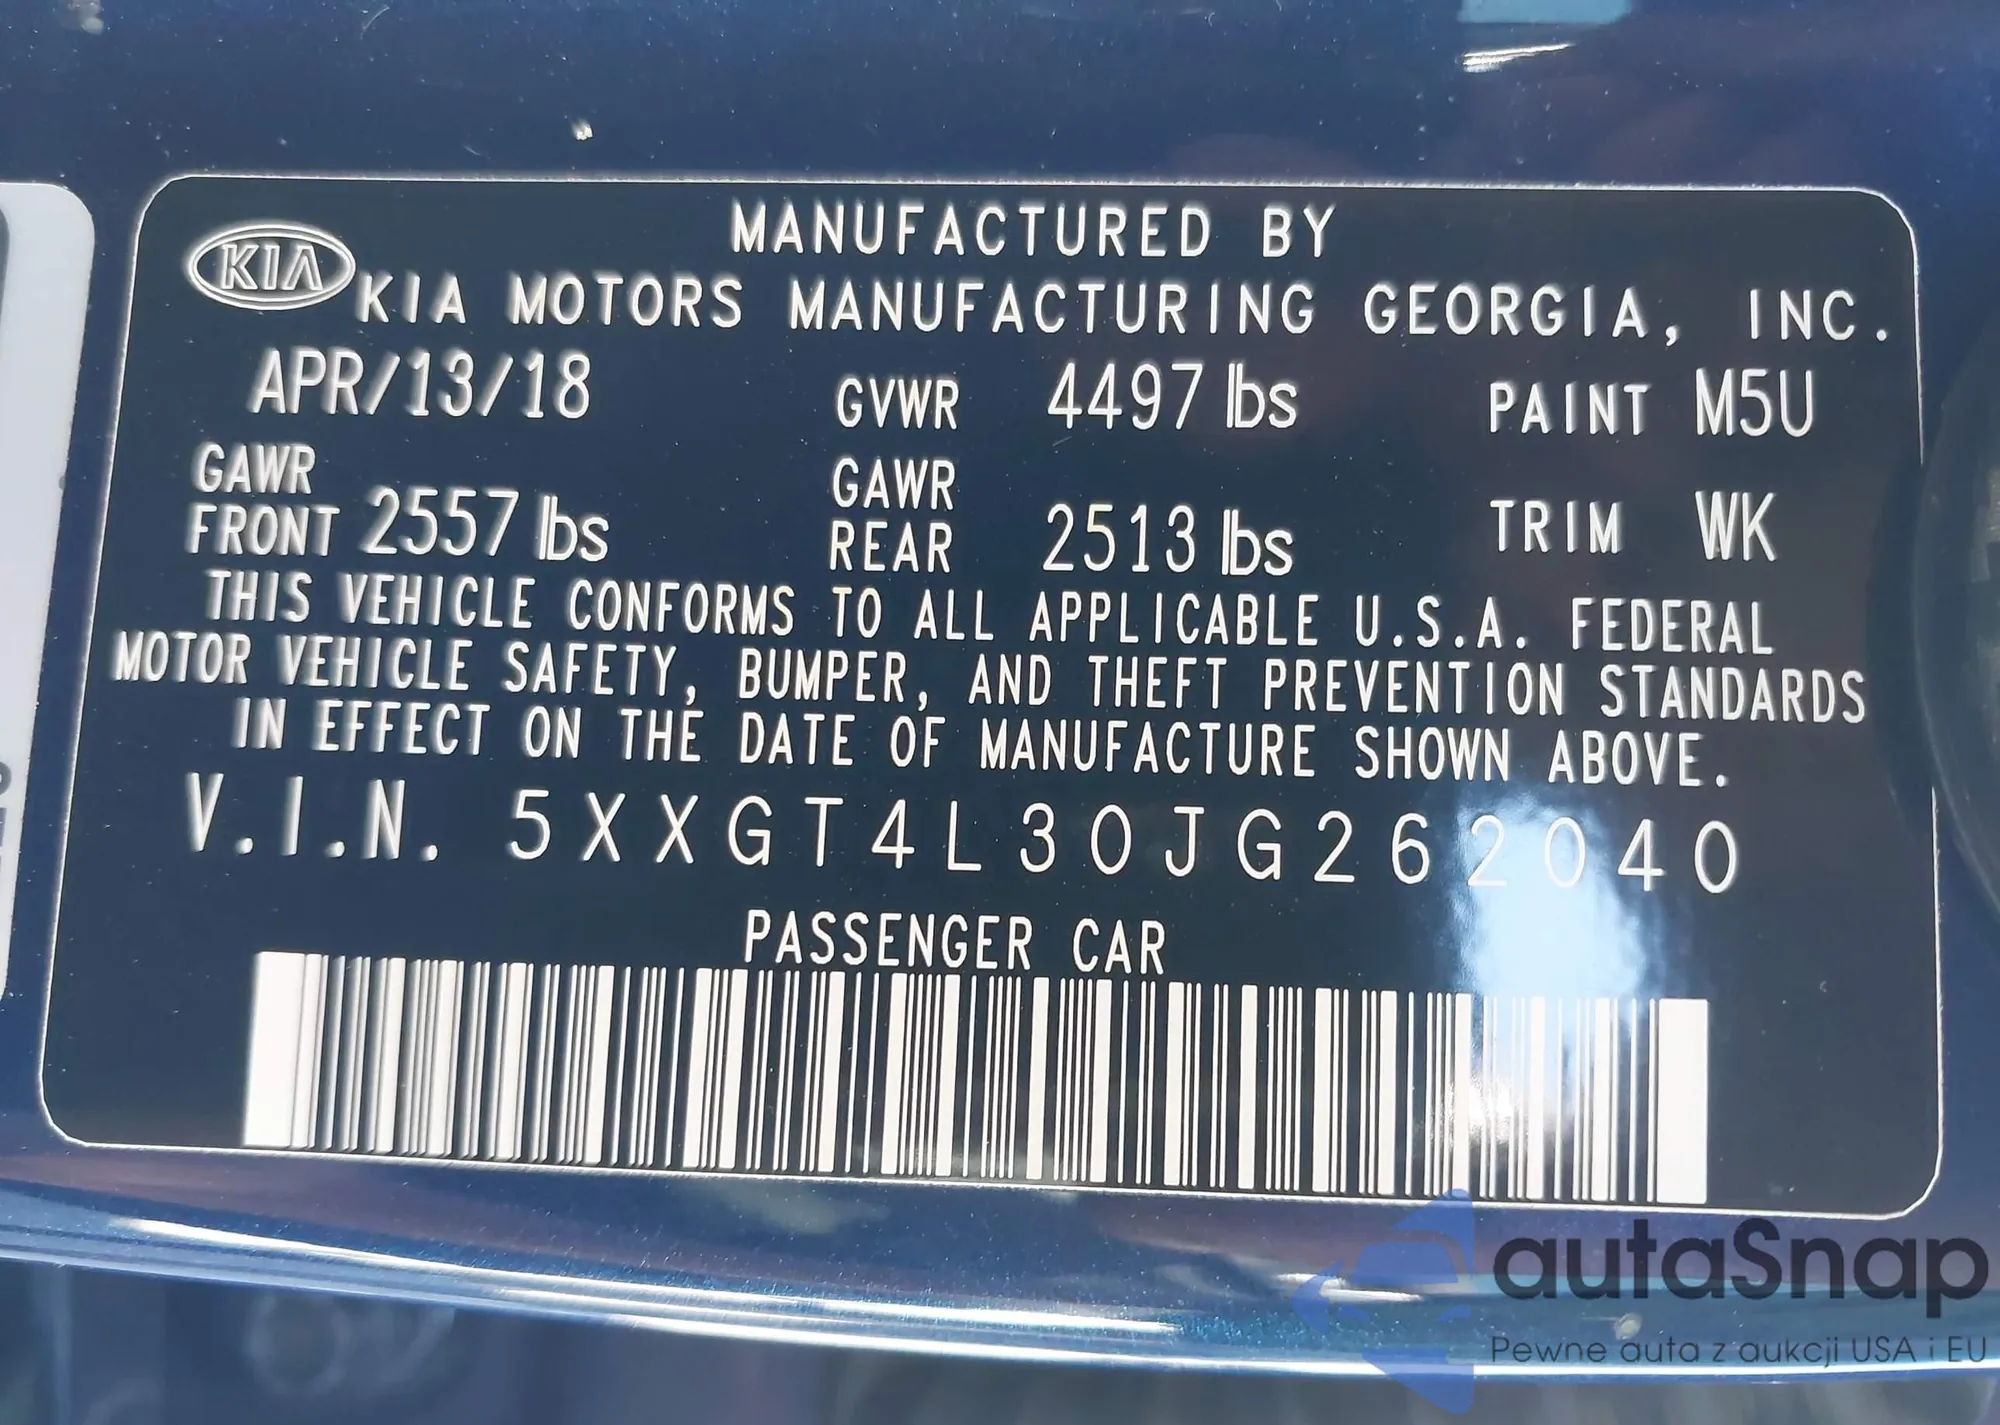 MANUFACTURED BY
KIA KIA MOTORS MANUFACTURING GEORGIA, INC.
APR/13/18 GVWR 4497 lbs PAINT M5U
GAWR FRONT 2557 lbs GAWR REAR 2513 lbs TRIM WK
THIS VEHICLE CONFORMS TO ALL APPLICABLE U.S.A. FEDERAL
MOTOR VEHICLE SAFETY, BUMPER, AND THEFT PREVENTION STANDARDS
IN EFFECT ON THE DATE OF MANUFACTURE SHOWN ABOVE.
V.I.N. 5XXGT4L30JG262040
PASSENGER CAR
autaSnap
Pewne auta z aukcji USA i EU